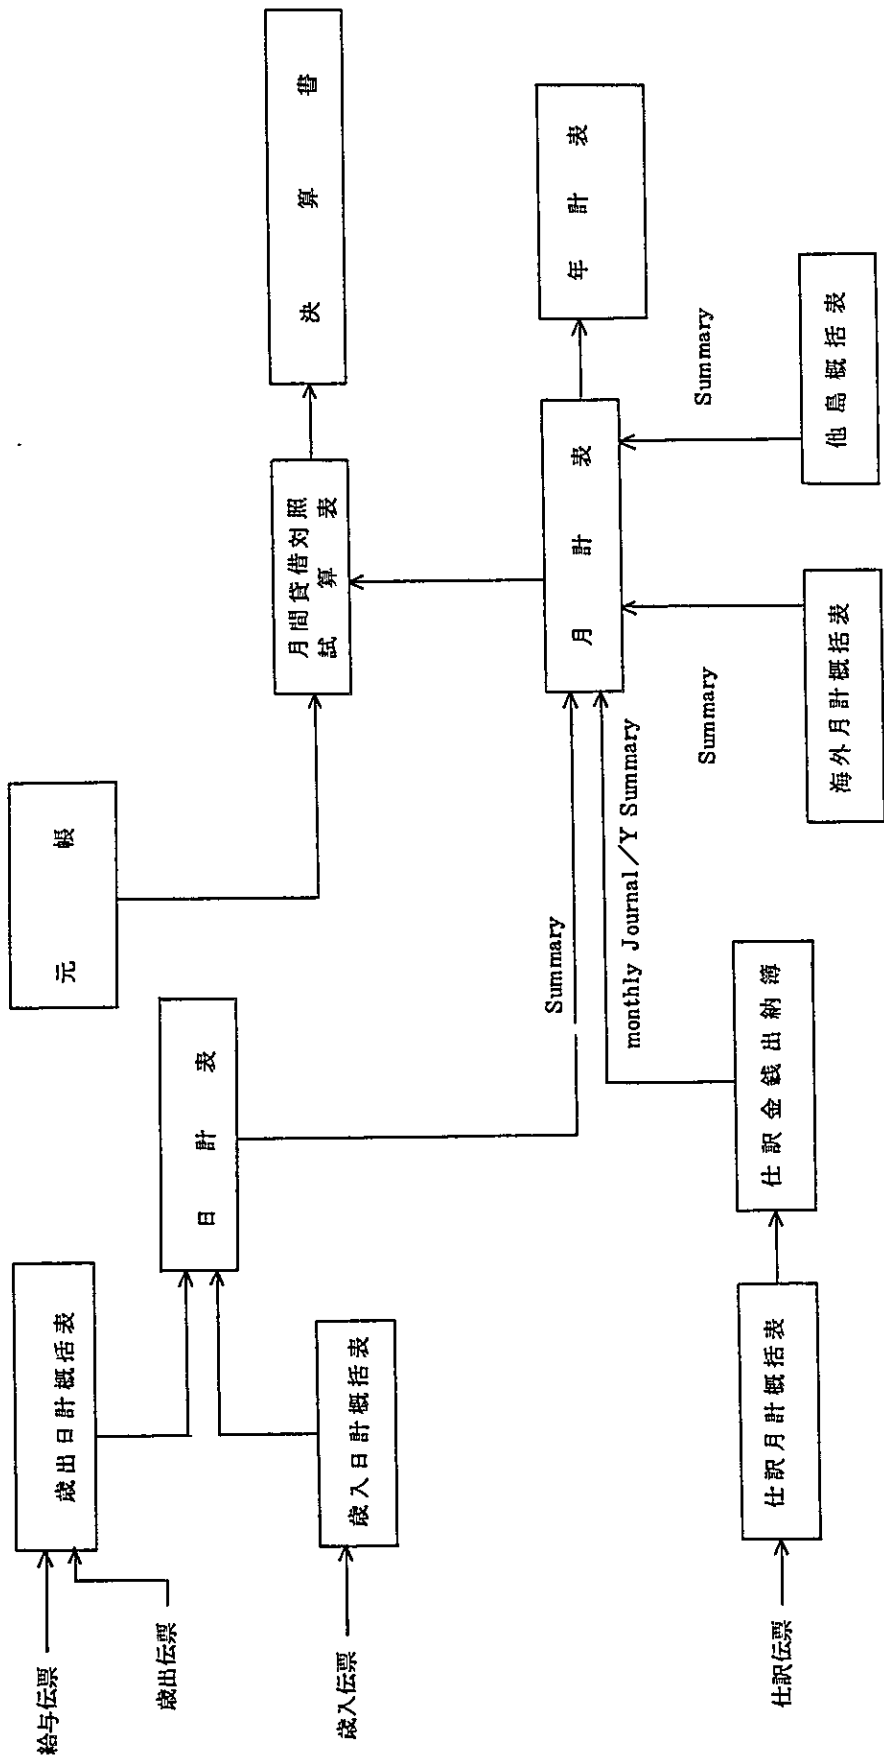 給与伝票
歳出伝票
歳入伝票
仕訳伝票
歳出日計概括表
歳入日計概括表
仕訳月計概括表
日計表
仕訳金銭出納簿
元帳
Summary
monthly Journal／Y Summary
月間貸借対照
試算表
月計表
Summary
海外月計概括表
Summary
他島概括表
決算書
年計表